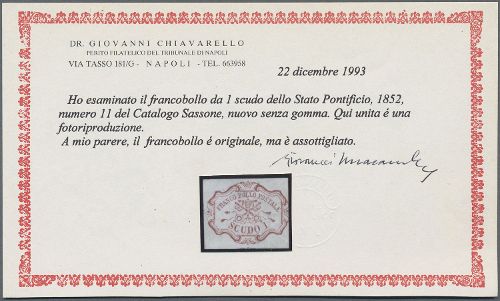 DR. GIOVANNI CHIAVARELLO
PERITO FILATELICO DEL TRIBUNALE DI NAPOLI
VIA TASSO 181/G - NAPOLI - TEL. 663958
22 dicembre 1993
Ho esaminato il francobollo da 1 scudo dello Stato Pontificio, 1852,
numero 11 del Catalogo Sassone, nuovo senza gomma. Qui unita é una
fotoriproduzione.
A mio parere, il francobollo é originale, ma è assottigliato.
Giovanni
FRANCO BOLLO POSTALE
SCUDO